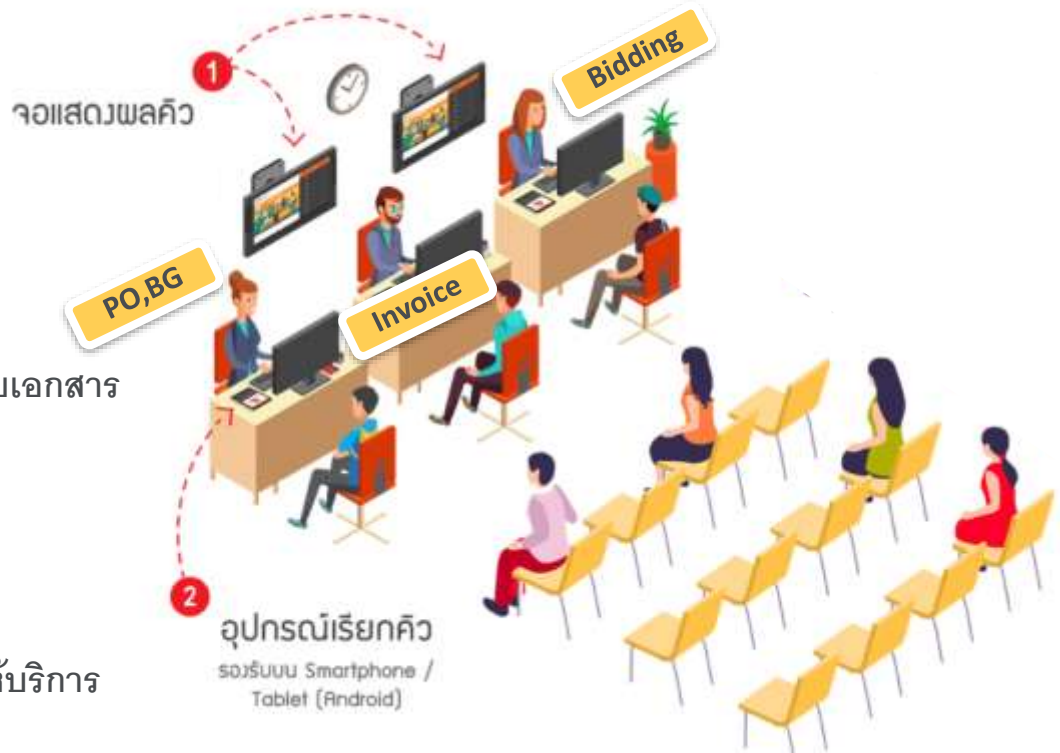 1
จอแสดงผลคิว
Bidding
PO,BG
Invoice
เอกสาร
2
อุปกรณ์เรียกคิว
รองรับบน Smartphone /
Tablet (Android)
บริการ